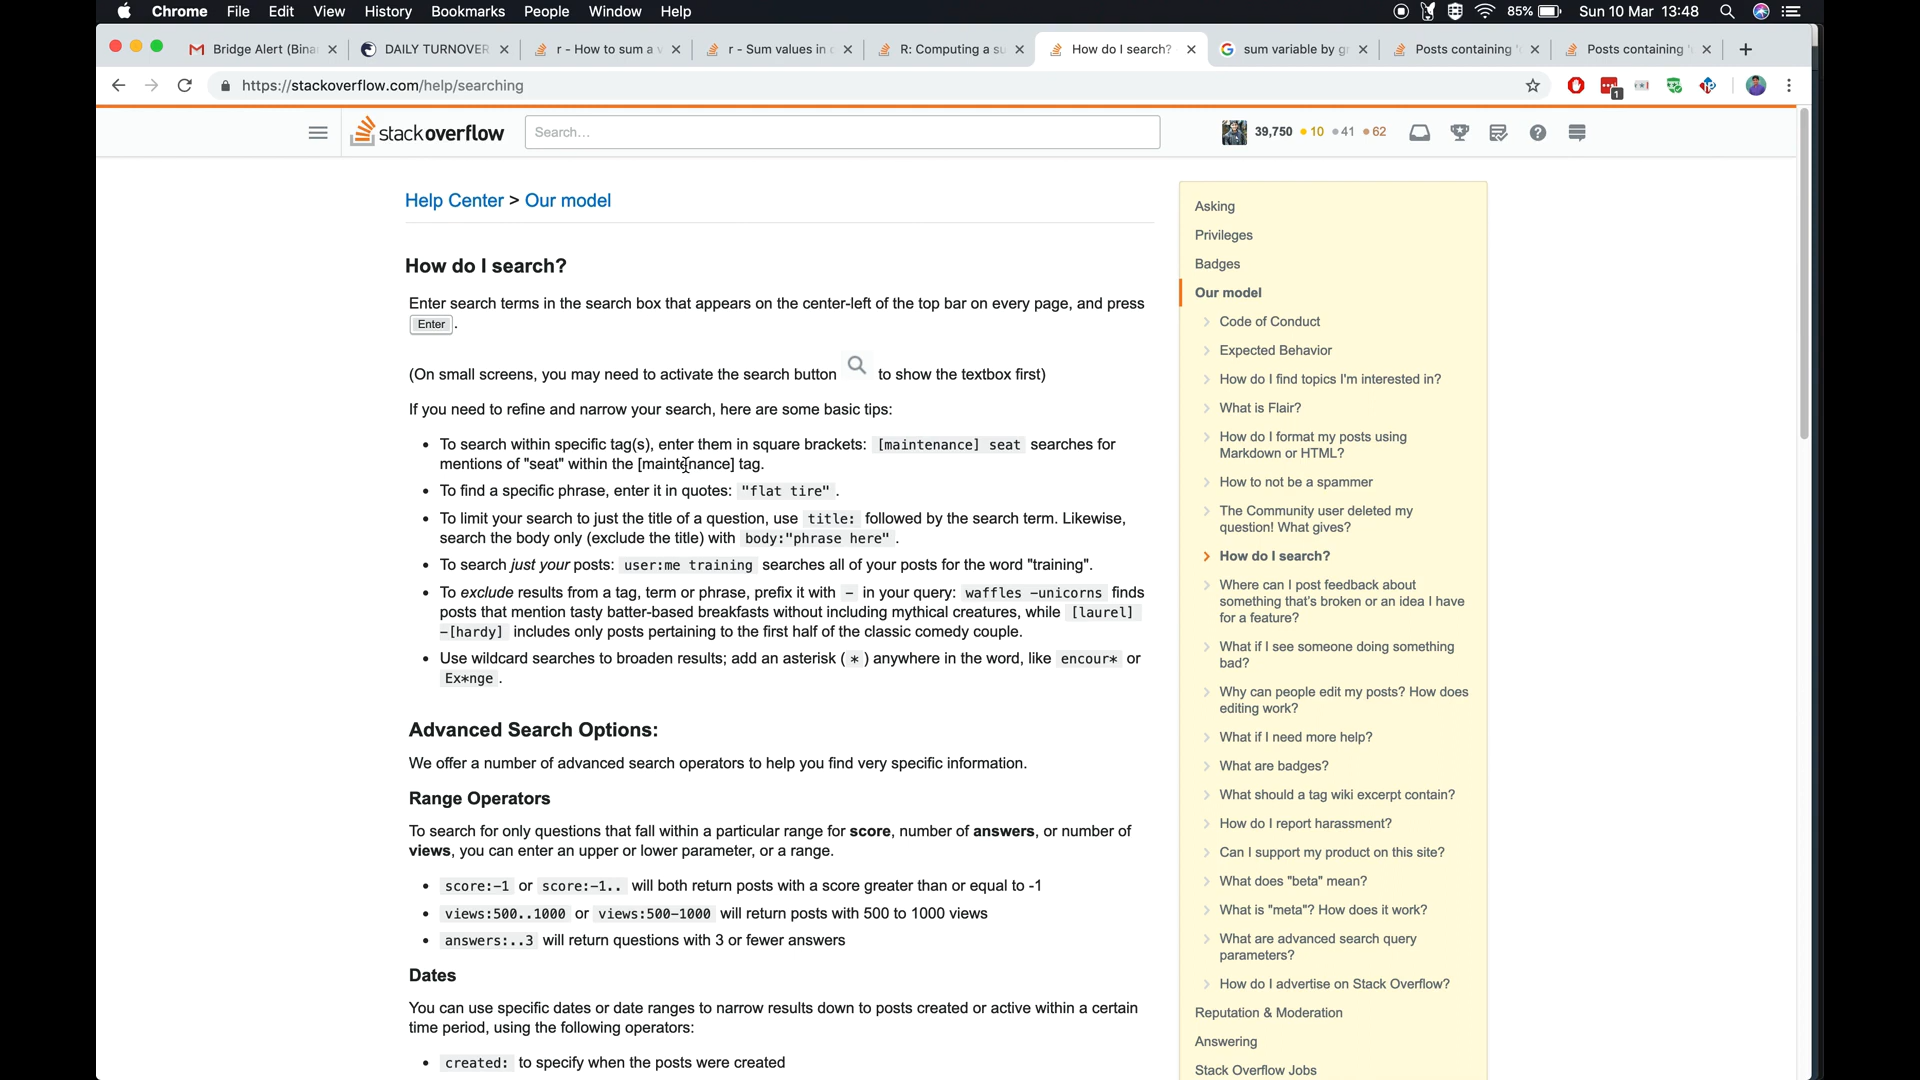 Chrome File Edit View History Bookmarks People Window Help 85% Sun 10 Mar 13:48
Bridge Alert (Bina DAILY TURNOVER r - How to sum a v r - Sum values in R: Computing a su How do I search? sum variable by gr Posts containing Posts containing
https://stackoverflow.com/help/searching 1
stackoverflow Search... 39,750 10 41 62
Help Center > Our model
How do I search?
Enter search terms in the search box that appears on the center-left of the top bar on every page, and press
Enter .
(On small screens, you may need to activate the search button to show the textbox first)
If you need to refine and narrow your search, here are some basic tips:
• To search within specific tag(s), enter them in square brackets: [maintenance] seat searches for
mentions of "seat" within the [maintenance] tag.
• To find a specific phrase, enter it in quotes: "flat tire" .
• To limit your search to just the title of a question, use title: followed by the search term. Likewise,
search the body only (exclude the title) with body:"phrase here" .
• To search just your posts: user:me training searches all of your posts for the word "training".
• To exclude results from a tag, term or phrase, prefix it with - in your query: waffles -unicorns finds
posts that mention tasty batter-based breakfasts without including mythical creatures, while [laurel]
-[hardy] includes only posts pertaining to the first half of the classic comedy couple.
• Use wildcard searches to broaden results; add an asterisk ( * ) anywhere in the word, like encour* or
Ex*nge .
Advanced Search Options:
We offer a number of advanced search operators to help you find very specific information.
Range Operators
To search for only questions that fall within a particular range for score, number of answers, or number of
views, you can enter an upper or lower parameter, or a range.
• score:-1 or score:-1.. will both return posts with a score greater than or equal to -1
• views:500..1000 or views:500-1000 will return posts with 500 to 1000 views
• answers:..3 will return questions with 3 or fewer answers
Dates
You can use specific dates or date ranges to narrow results down to posts created or active within a certain
time period, using the following operators:
• created: to specify when the posts were created
Asking
Privileges
Badges
Our model
Code of Conduct
Expected Behavior
How do I find topics I'm interested in?
What is Flair?
How do I format my posts using
Markdown or HTML?
How to not be a spammer
The Community user deleted my
question! What gives?
How do I search?
Where can I post feedback about
something that's broken or an idea I have
for a feature?
What if I see someone doing something
bad?
Why can people edit my posts? How does
editing work?
What if I need more help?
What are badges?
What should a tag wiki excerpt contain?
How do I report harassment?
Can I support my product on this site?
What does "beta" mean?
What is "meta"? How does it work?
What are advanced search query
parameters?
How do I advertise on Stack Overflow?
Reputation & Moderation
Answering
Stack Overflow Jobs